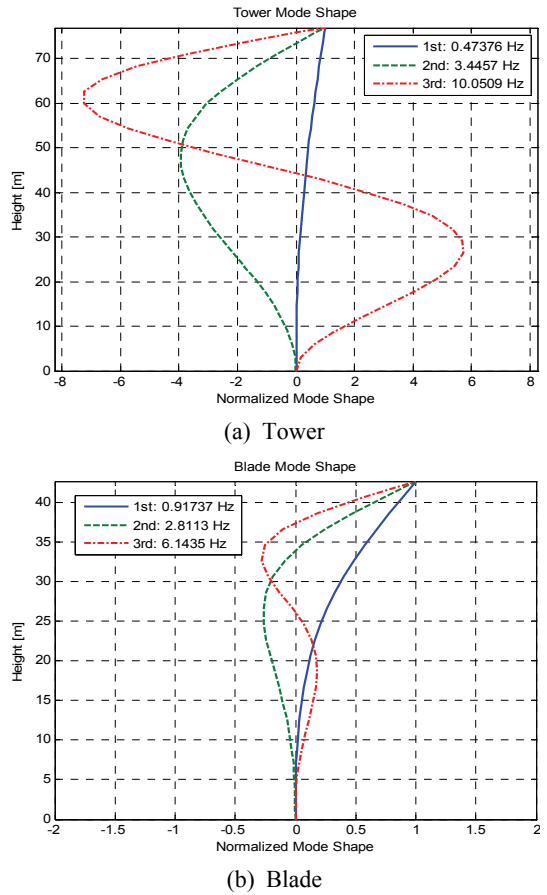 Tower Mode Shape
1st: 0.47376 Hz
2nd: 3.4457 Hz
3rd: 10.0509 Hz
70
60
50
40
30
20
10
0
Height [m]
-8 -6 -4 -2 0 2 4 6 8
Normalized Mode Shape
(a) Tower
Blade Mode Shape
1st: 0.91737 Hz
2nd: 2.8113 Hz
3rd: 6.1435 Hz
40
35
30
25
20
15
10
5
0
Height [m]
-2 -1.5 -1 -0.5 0 0.5 1 1.5 2
Normalized Mode Shape
(b) Blade